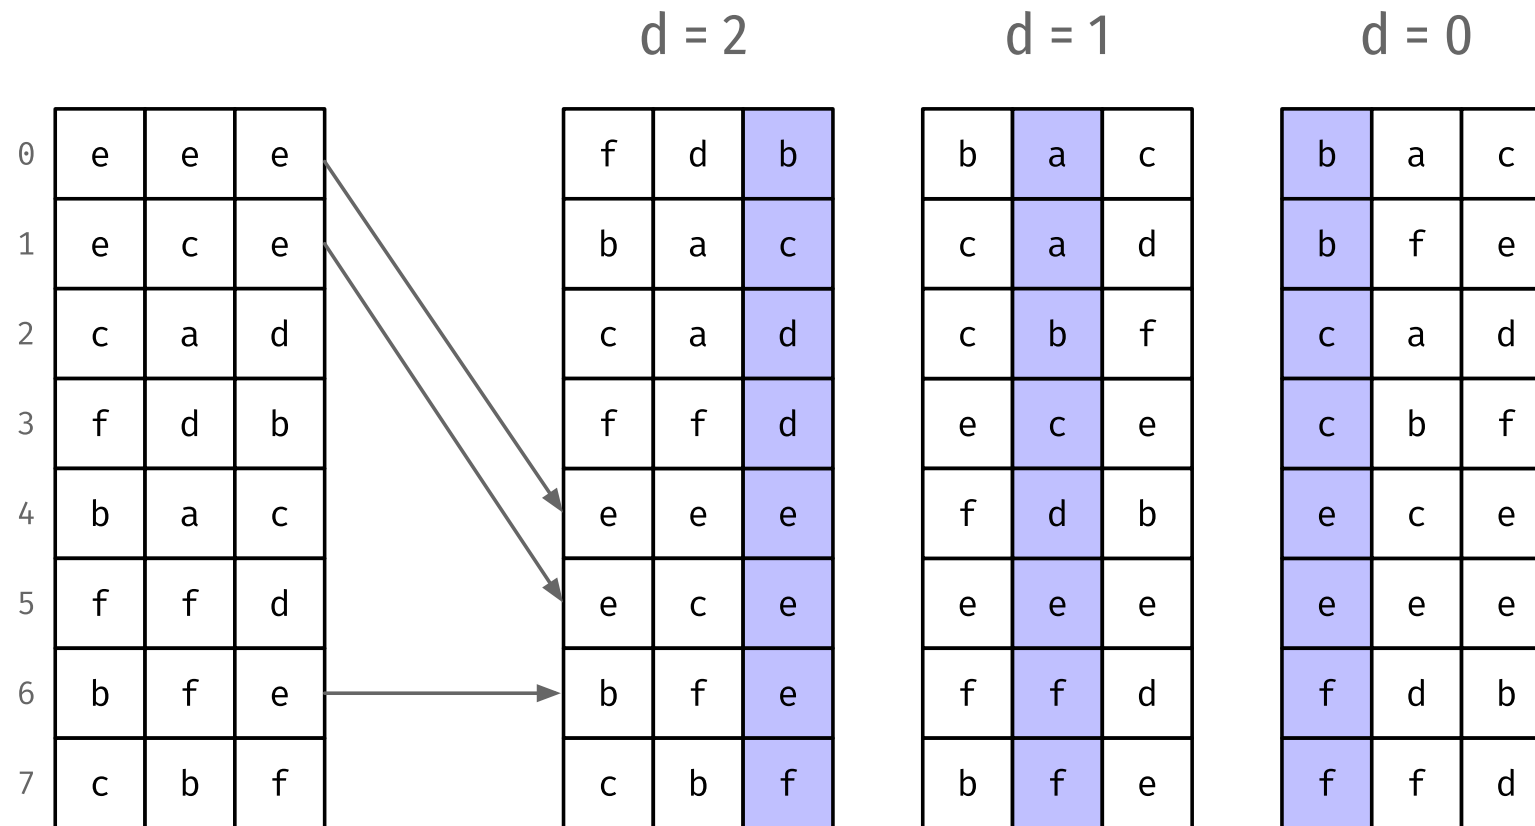 d = 2 d = 1 d = 0
0 e e e f d b b a c b a c
1 e c e b a c c a d b f e
2 c a d c a d c b f c a d
3 f d b f f d e c e c b f
4 b a c e e e f d b e c e
5 f f d e c e e e e e e e
6 b f e b f e f f d f d b
7 c b f c b f b f e f f d